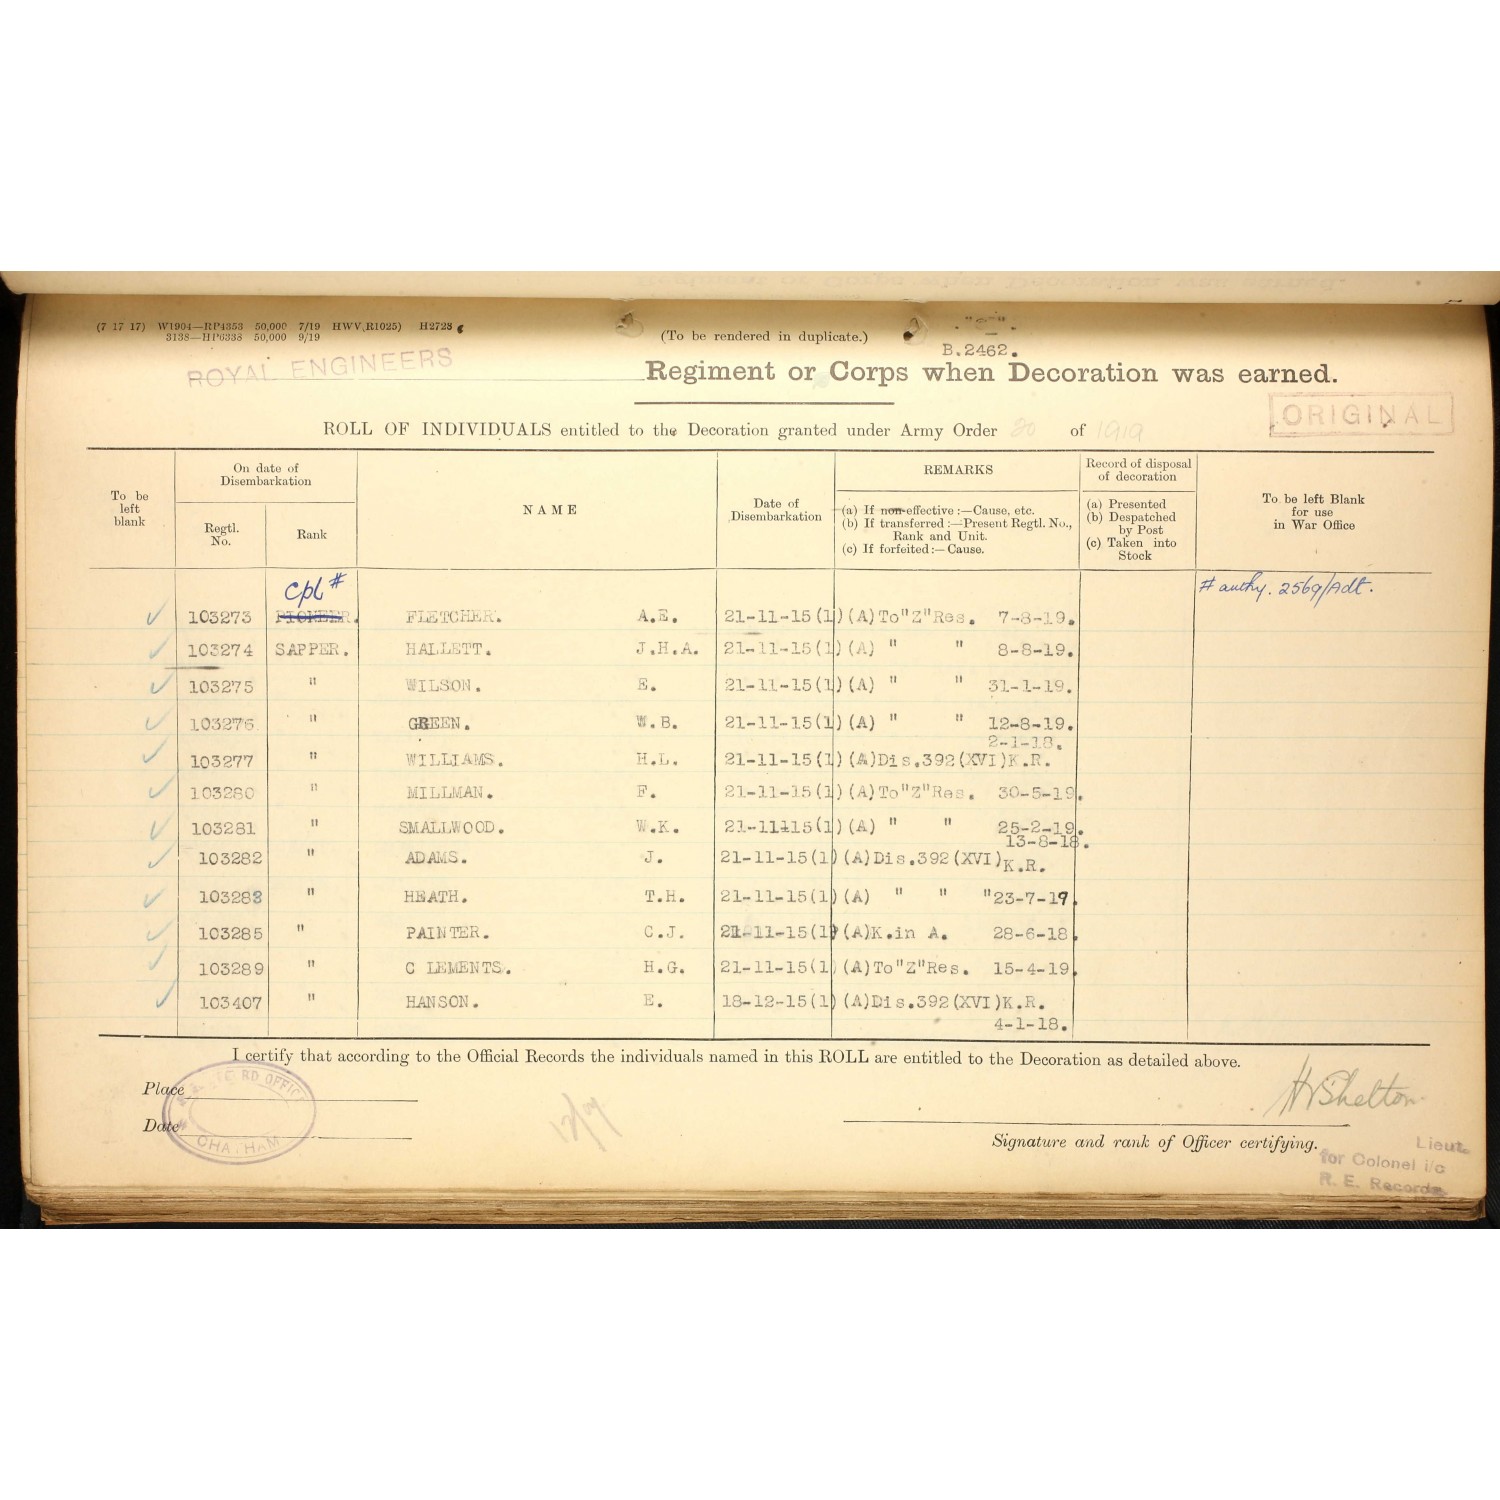 (7 17 17) W1904—RP4353 50,000 7/19 HWV.R1025) H2728
3138—HP6338 50,000 9/19
(To be rendered in duplicate.)
B.2462.
ROYAL ENGINEERS Regiment or Corps when Decoration was earned.
ORIGINAL
ROLL OF INDIVIDUALS entitled to the Decoration granted under Army Order 20 of 1919
To be left blank
On date of Disembarkation
Regtl. No.
Rank
NAME
Date of Disembarkation
REMARKS
(a) If non-effective :—Cause, etc.
(b) If transferred :—Present Regtl. No., Rank and Unit.
(c) If forfeited :—Cause.
Record of disposal of decoration
(a) Presented
(b) Despatched by Post
(c) Taken into Stock
To be left Blank for use in War Office
Cpl # # authy. 2569/Adt.
103273 PIONEER. FLETCHER. A.E. 21-11-15(1) (A)To"Z"Res. 7-8-19.
103274 SAPPER. HALLETT. J.H.A. 21-11-15(1) (A) " " 8-8-19.
103275 " WILSON. E. 21-11-15(1) (A) " " 31-1-19.
103276 " GREEN. W.B. 21-11-15(1) (A) " " 12-8-19.
2-1-18.
103277 " WILLIAMS. H.L. 21-11-15(1) (A)Dis.392(XVI)K.R.
103280 " MILLMAN. F. 21-11-15(1) (A)To"Z"Res. 30-5-19.
103281 " SMALLWOOD. W.K. 21-11-15(1) (A) " " 25-2-19.
13-8-18.
103282 " ADAMS. J. 21-11-15(1) (A)Dis.392(XVI)K.R.
103283 " HEATH. T.H. 21-11-15(1) (A) " " " 23-7-19.
103285 " PAINTER. C.J. 21-11-15(1) (A)K.in A. 28-6-18.
103289 " CLEMENTS. H.G. 21-11-15(1) (A)To"Z"Res. 15-4-19.
103407 " HANSON. E. 18-12-15(1) (A)Dis.392(XVI)K.R.
4-1-18.
I certify that according to the Official Records the individuals named in this ROLL are entitled to the Decoration as detailed above.
Place
RECORD OFFICE
CHATHAM
Date
HVShelton
Signature and rank of Officer certifying.
Lieut.
for Colonel i/c
R. E. Records